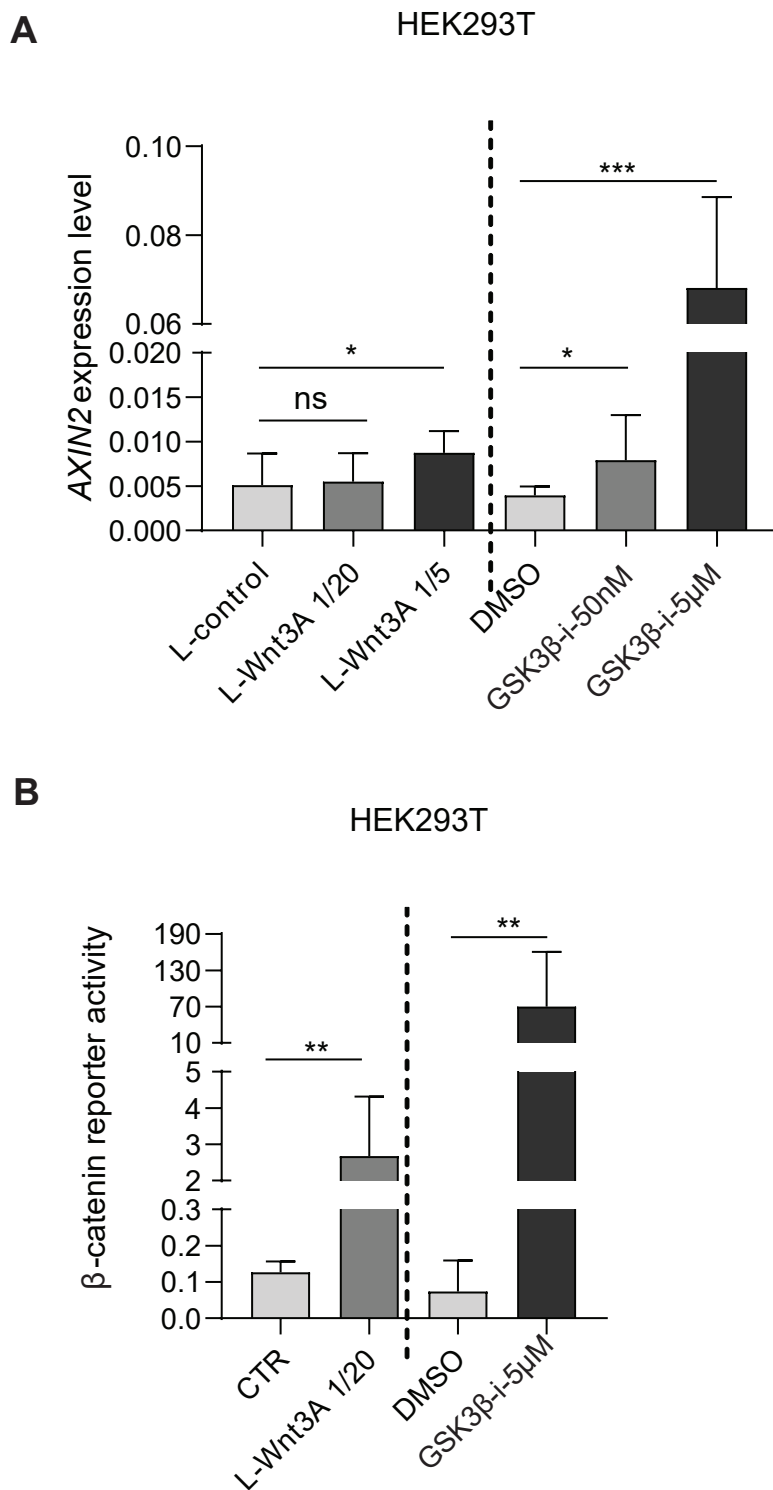 A
HEK293T
AXIN2 expression level
0.10
0.08
0.06
0.020
0.015
0.010
0.005
0.000
***
*
*
ns
L-control
L-Wnt3A 1/20
L-Wnt3A 1/5
DMSO
GSK3β-i-50nM
GSK3β-i-5μM
B
HEK293T
β-catenin reporter activity
190
130
70
10
5
4
3
2
0.3
0.2
0.1
0.0
**
**
CTR
L-Wnt3A 1/20
DMSO
GSK3β-i-5μM